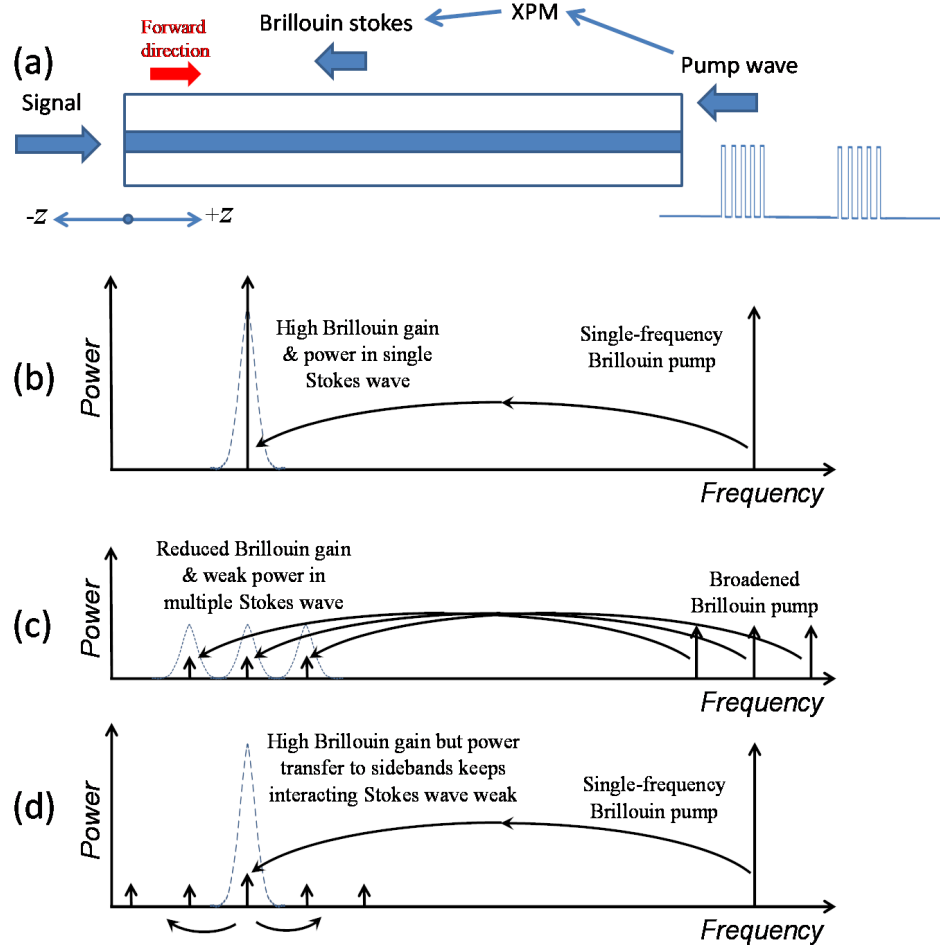 XPM
Brillouin stokes
Forward
direction
(a)
Pump wave
Signal
-z
+z
(b)
Power
High Brillouin gain
& power in single
Stokes wave
Single-frequency
Brillouin pump
Frequency
(c)
Power
Reduced Brillouin gain
& weak power in
multiple Stokes wave
Broadened
Brillouin pump
Frequency
(d)
Power
High Brillouin gain but power
transfer to sidebands keeps
interacting Stokes wave weak
Single-frequency
Brillouin pump
Frequency